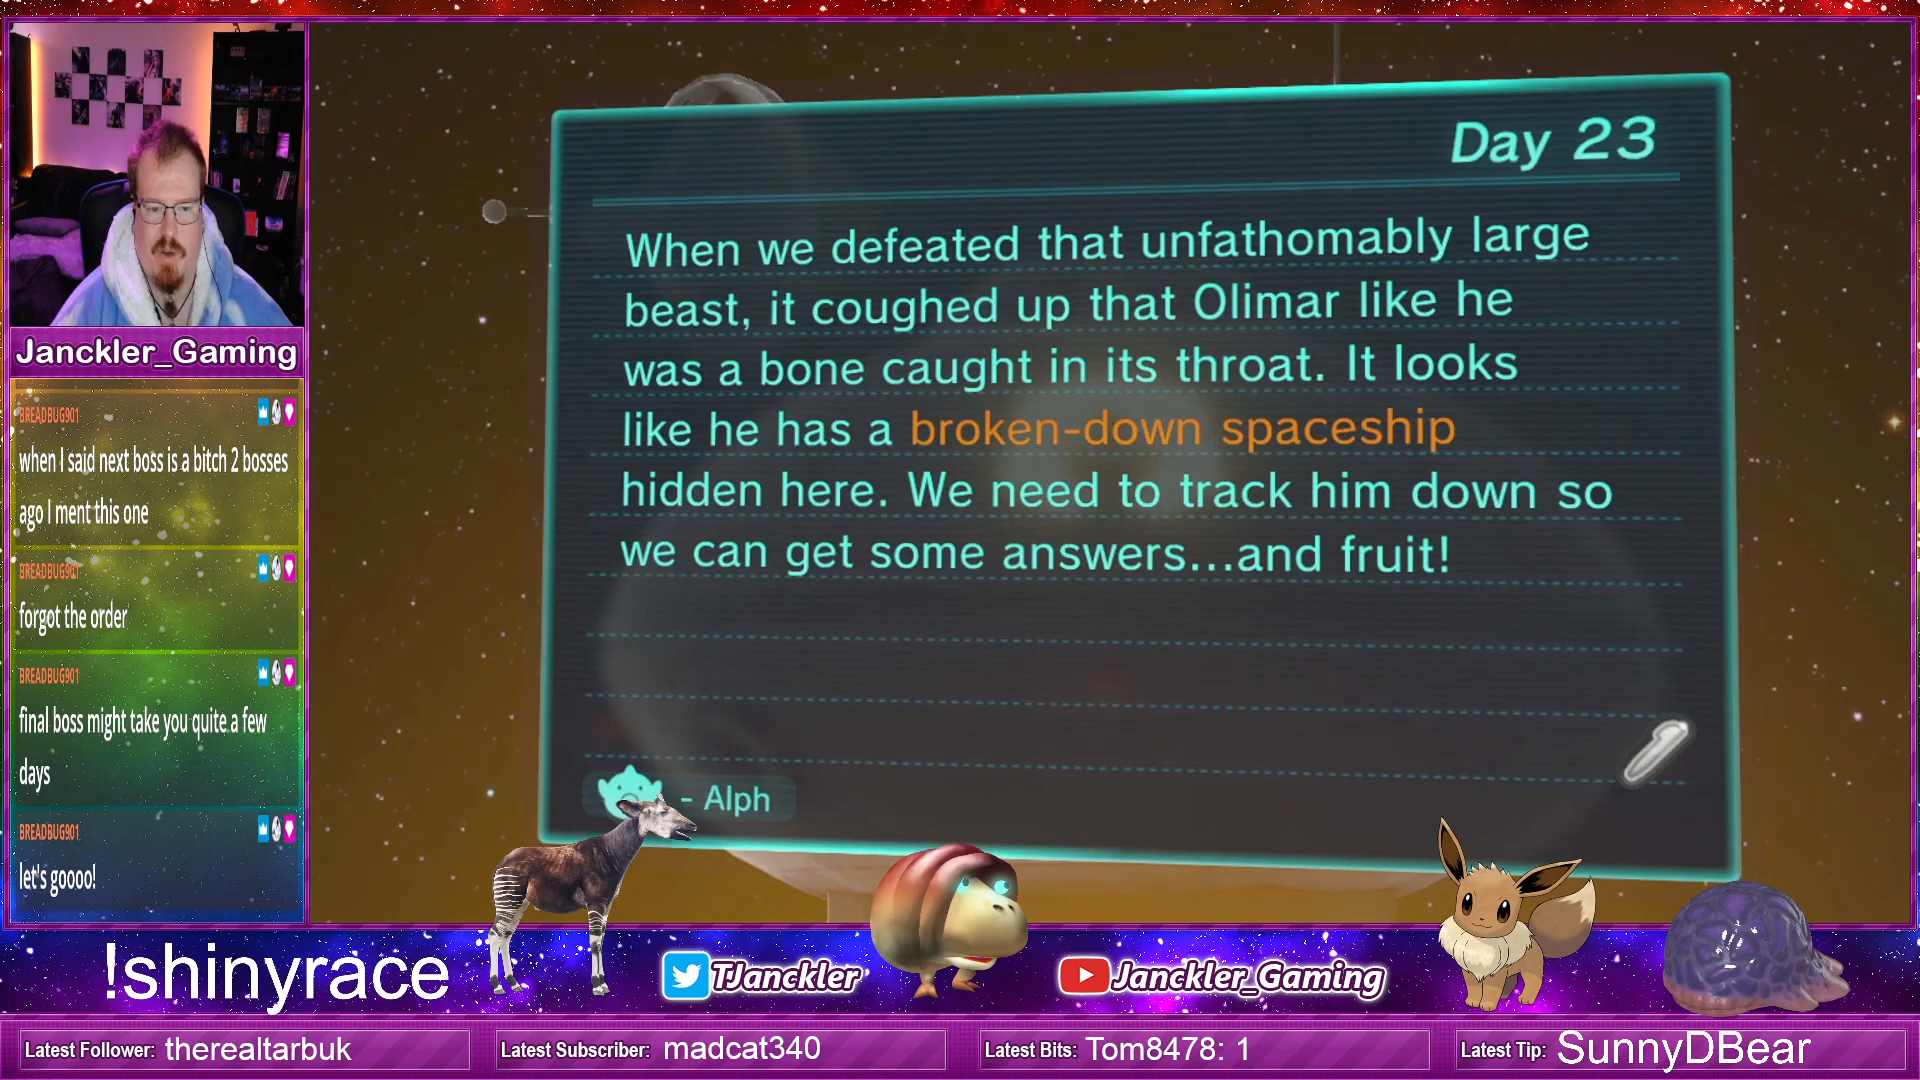 Janckler_Gaming
BREADBUG901
when I said next boss is a bitch 2 bosses
ago I ment this one
BREADBUG901
forgot the order
BREADBUG901
final boss might take you quite a few
days
BREADBUG901
let's goooo!
Day 23
When we defeated that unfathomably large
beast, it coughed up that Olimar like he
was a bone caught in its throat. It looks
like he has a broken-down spaceship
hidden here. We need to track him down so
we can get some answers...and fruit!
- Alph
!shinyrace
TJanckler
Janckler_Gaming
Latest Follower: therealtarbuk
Latest Subscriber: madcat340
Latest Bits: Tom8478: 1
Latest Tip: SunnyDBear